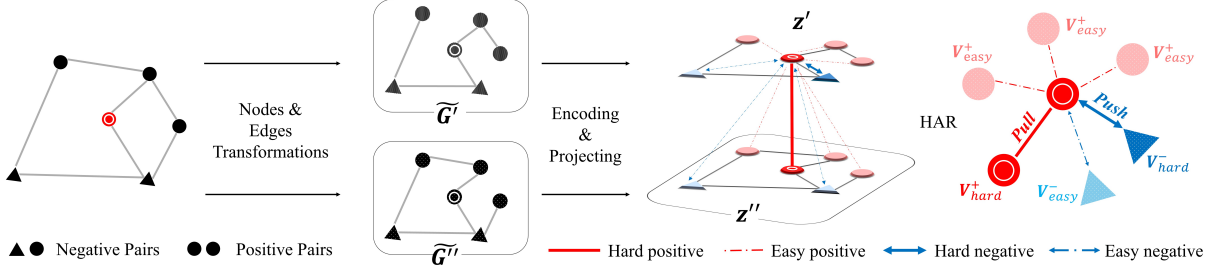 Nodes &
Edges
Transformations
G̃'
G̃''
Encoding
&
Projecting
z'
z''
HAR
V⁺easy
V⁺easy
V⁺easy
Pull
Push
V⁺hard
V⁻easy
V⁻hard
Negative Pairs
Positive Pairs
Hard positive
Easy positive
Hard negative
Easy negative